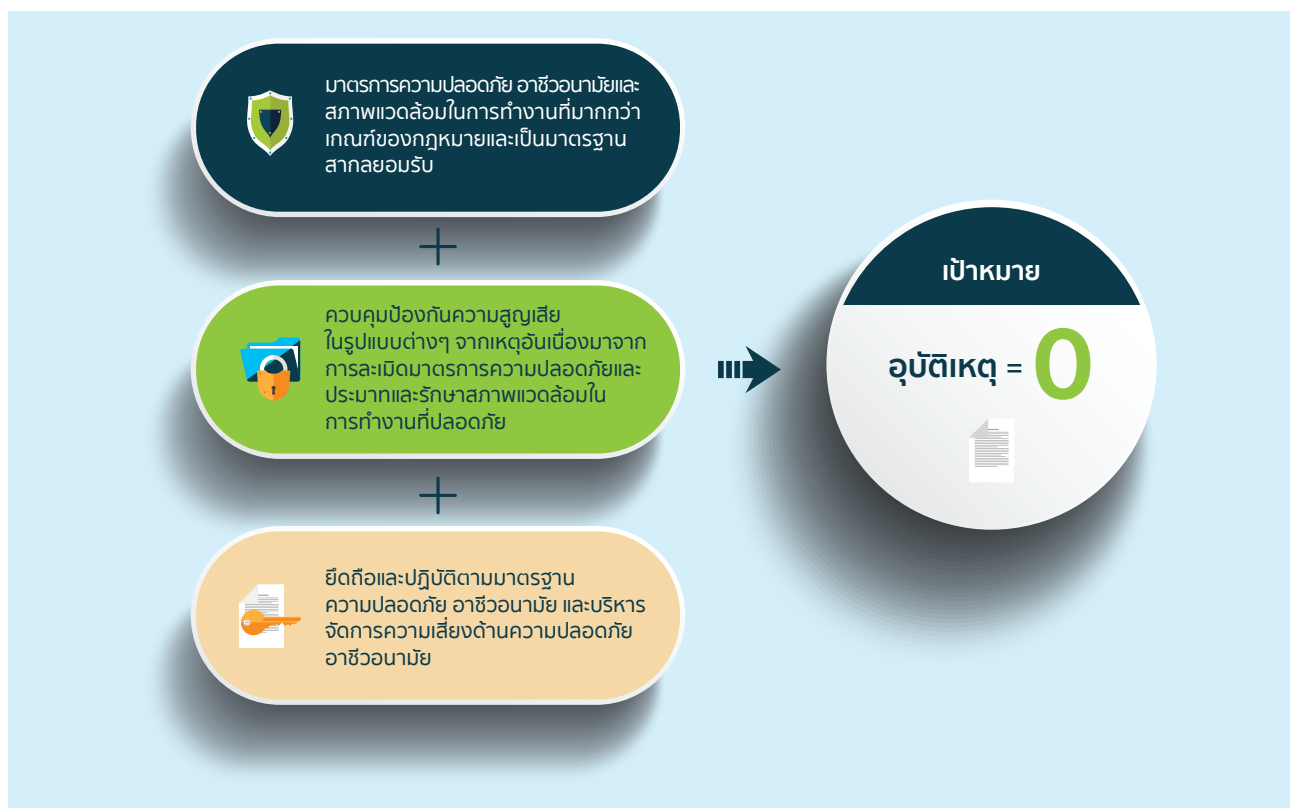 มาตรการความปลอดภัย อาชีวอนามัยและ
สภาพแวดล้อมในการทำงานที่มากกว่า
เกณฑ์ของกฎหมายและเป็นมาตรฐาน
สากลยอมรับ
+
ควบคุมป้องกันความสูญเสีย
ในรูปแบบต่างๆ จากเหตุอันเนื่องมาจาก
การละเมิดมาตรการความปลอดภัยและ
ประมาทและรักษาสภาพแวดล้อมใน
การทำงานที่ปลอดภัย
+
ยึดถือและปฏิบัติตามมาตรฐาน
ความปลอดภัย อาชีวอนามัย และบริหาร
จัดการความเสี่ยงด้านความปลอดภัย
อาชีวอนามัย
เป้าหมาย
อุบัติเหตุ = 0